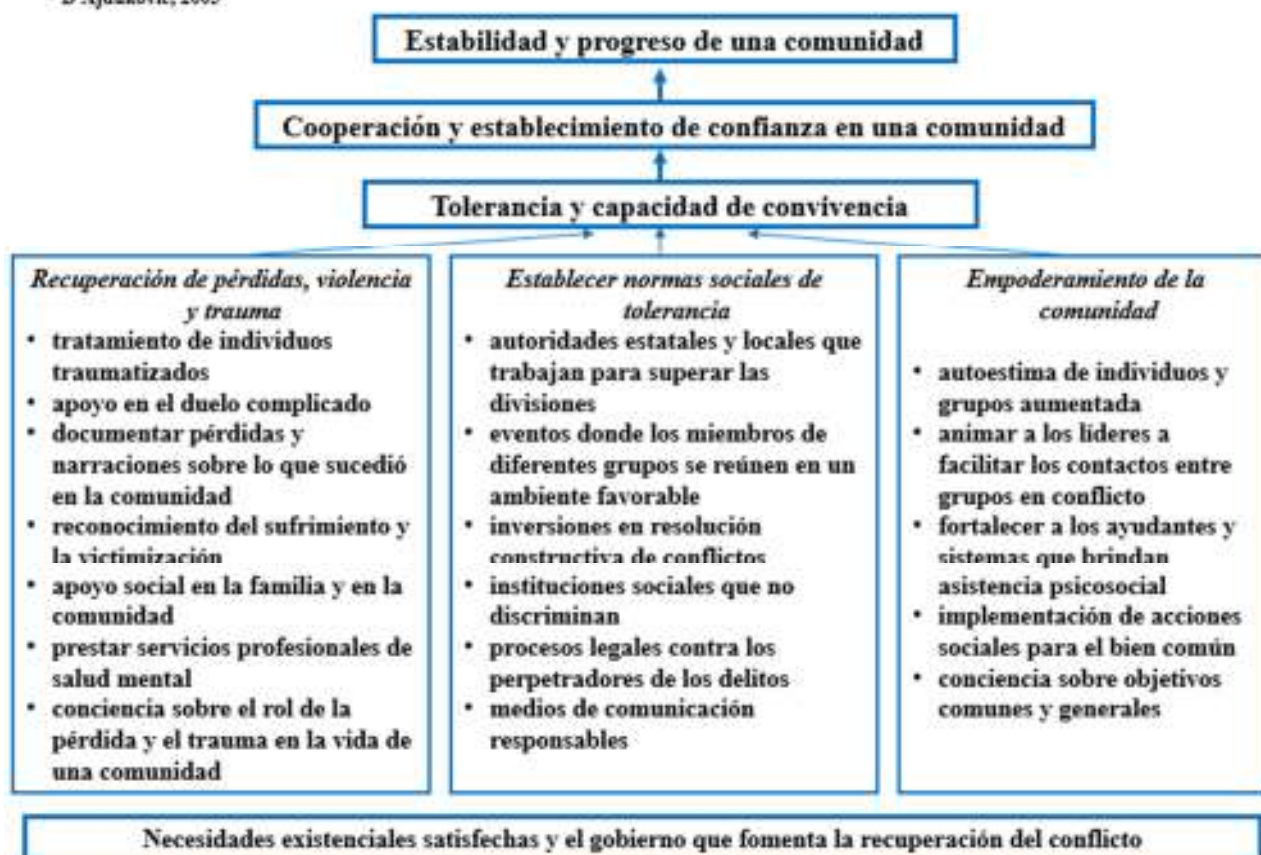 Estabilidad y progreso de una comunidad
Cooperación y establecimiento de confianza en una comunidad
Tolerancia y capacidad de convivencia
Recuperación de pérdidas, violencia
y trauma
• tratamiento de individuos
traumatizados
• apoyo en el duelo complicado
• documentar pérdidas y
narraciones sobre lo que sucedió
en la comunidad
• reconocimiento del sufrimiento y
la victimización
• apoyo social en la familia y en la
comunidad
• prestar servicios profesionales de
salud mental
• conciencia sobre el rol de la
pérdida y el trauma en la vida de
una comunidad
Establecer normas sociales de
tolerancia
• autoridades estatales y locales que
trabajan para superar las
divisiones
• eventos donde los miembros de
diferentes grupos se reúnen en un
ambiente favorable
• inversiones en resolución
constructiva de conflictos
• instituciones sociales que no
discriminan
• procesos legales contra los
perpetradores de los delitos
• medios de comunicación
responsables
Empoderamiento de la
comunidad
• autoestima de individuos y
grupos aumentada
• animar a los líderes a
facilitar los contactos entre
grupos en conflicto
• fortalecer a los ayudantes y
sistemas que brindan
asistencia psicosocial
• implementación de acciones
sociales para el bien común
• conciencia sobre objetivos
comunes y generales
Necesidades existenciales satisfechas y el gobierno que fomenta la recuperación del conflicto